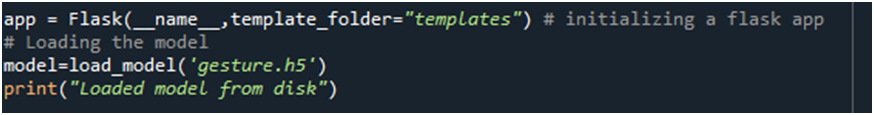 app = Flask(__name__,template_folder="templates") # initializing a flask app
# Loading the model
model=load_model('gesture.h5')
print("Loaded model from disk")